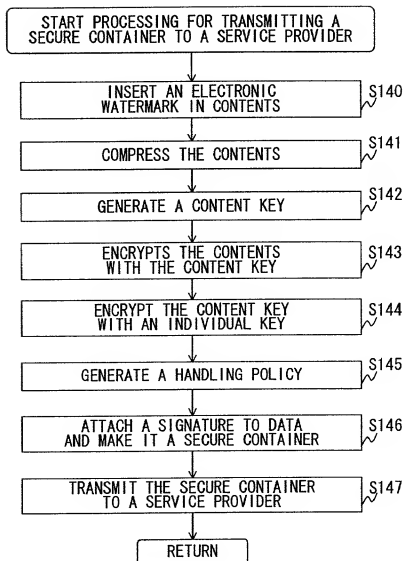 START PROCESSING FOR TRANSMITTING A
SECURE CONTAINER TO A SERVICE PROVIDER
INSERT AN ELECTRONIC
WATERMARK IN CONTENTS
S140
COMPRESS THE CONTENTS
S141
GENERATE A CONTENT KEY
S142
ENCRYPTS THE CONTENTS
WITH THE CONTENT KEY
S143
ENCRYPT THE CONTENT KEY
WITH AN INDIVIDUAL KEY
S144
GENERATE A HANDLING POLICY
S145
ATTACH A SIGNATURE TO DATA
AND MAKE IT A SECURE CONTAINER
S146
TRANSMIT THE SECURE CONTAINER
TO A SERVICE PROVIDER
S147
RETURN